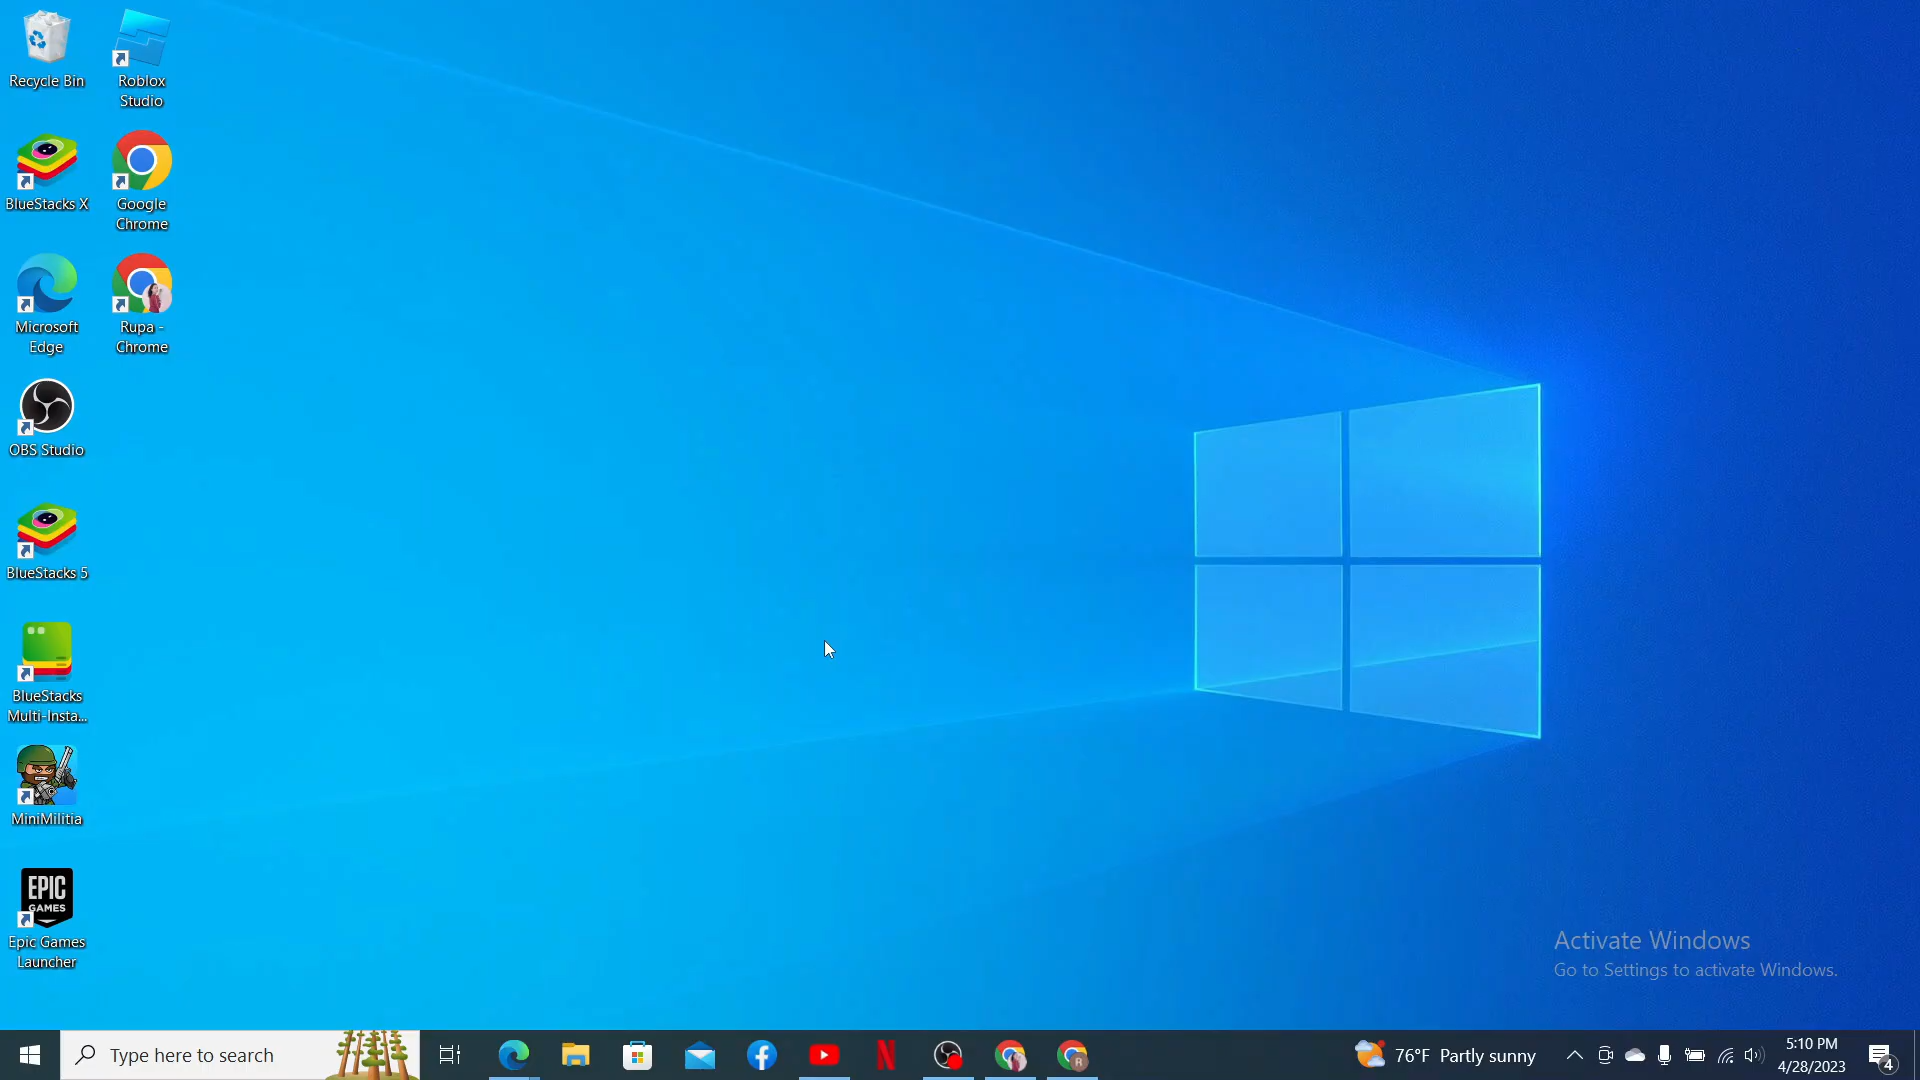 Recycle Bin
Roblox
Studio
BlueStacks X
Google
Chrome
Microsoft
Edge
Rupa -
Chrome
OBS Studio
BlueStacks 5
BlueStacks
Multi-Insta...
MiniMilitia
EPIC
GAMES
Epic Games
Launcher
Activate Windows
Go to Settings to activate Windows.
Type here to search
N
R
76°F Partly sunny
5:10 PM
4/28/2023
4